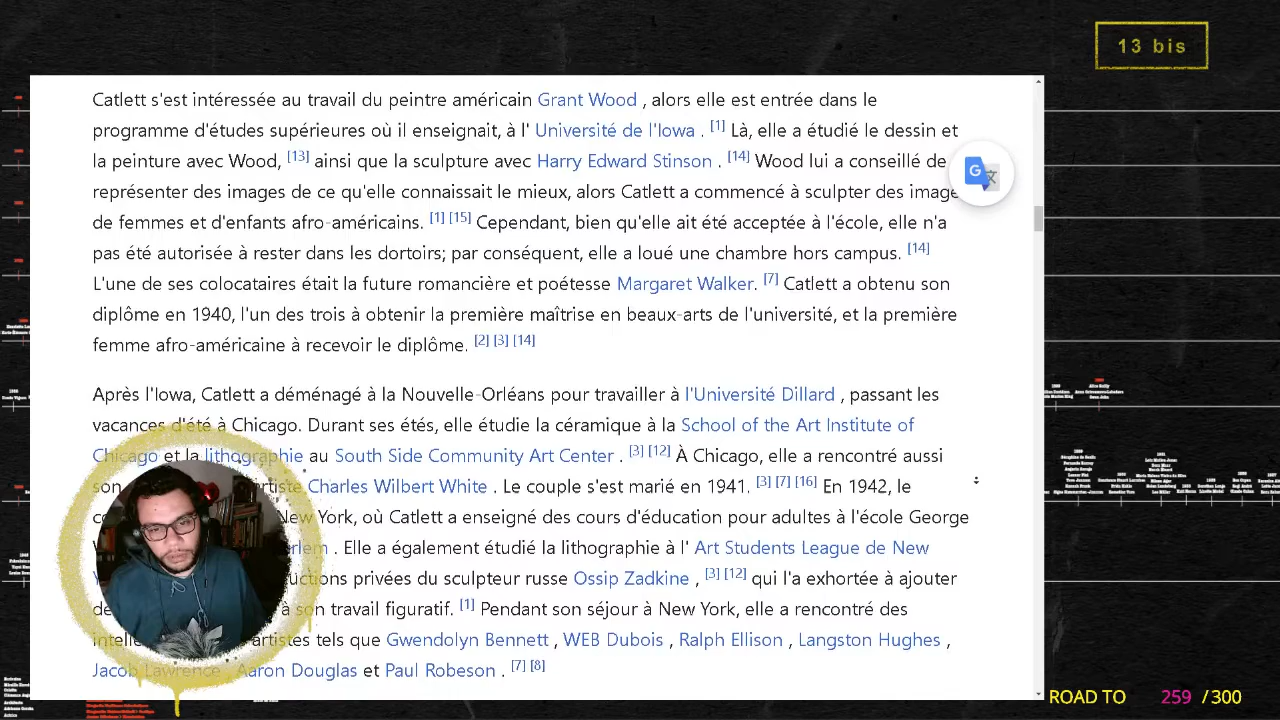 13 bis
Catlett s'est intéressée au travail du peintre américain Grant Wood , alors elle est entrée dans le
programme d'études supérieures où il enseignait, à l' Université de l'Iowa . [1] Là, elle a étudié le dessin et
la peinture avec Wood, [13] ainsi que la sculpture avec Harry Edward Stinson . [14] Wood lui a conseillé de
représenter des images de ce qu'elle connaissait le mieux, alors Catlett a commencé à sculpter des image
de femmes et d'enfants afro-américains. [1] [15] Cependant, bien qu'elle ait été acceptée à l'école, elle n'a
pas été autorisée à rester dans les dortoirs; par conséquent, elle a loué une chambre hors campus. [14]
L'une de ses colocataires était la future romancière et poétesse Margaret Walker. [7] Catlett a obtenu son
diplôme en 1940, l'un des trois à obtenir la première maîtrise en beaux-arts de l'université, et la première
femme afro-américaine à recevoir le diplôme. [2] [3] [14]
Après l'Iowa, Catlett a déménagé à la Nouvelle-Orléans pour travailler à l'Université Dillard , passant les
vacances d'été à Chicago. Durant ses étés, elle étudie la céramique à la School of the Art Institute of
Chicago et la lithographie au South Side Community Art Center . [3] [12] À Chicago, elle a rencontré aussi
Charles Wilbert Le couple s'est marié en 1941. [3] [7] [16] En 1942, le
New York, où Catlett a enseigné des cours d'éducation pour adultes à l'école George
. Elle a également étudié la lithographie à l' Art Students League de New
privées du sculpteur russe Ossip Zadkine , [3] [12] qui l'a exhortée à ajouter
à son travail figuratif. [1] Pendant son séjour à New York, elle a rencontré des
artistes tels que Gwendolyn Bennett , WEB Dubois , Ralph Ellison , Langston Hughes ,
Jacob Lawrence , Aaron Douglas et Paul Robeson . [7] [8]
ROAD TO 259 / 300